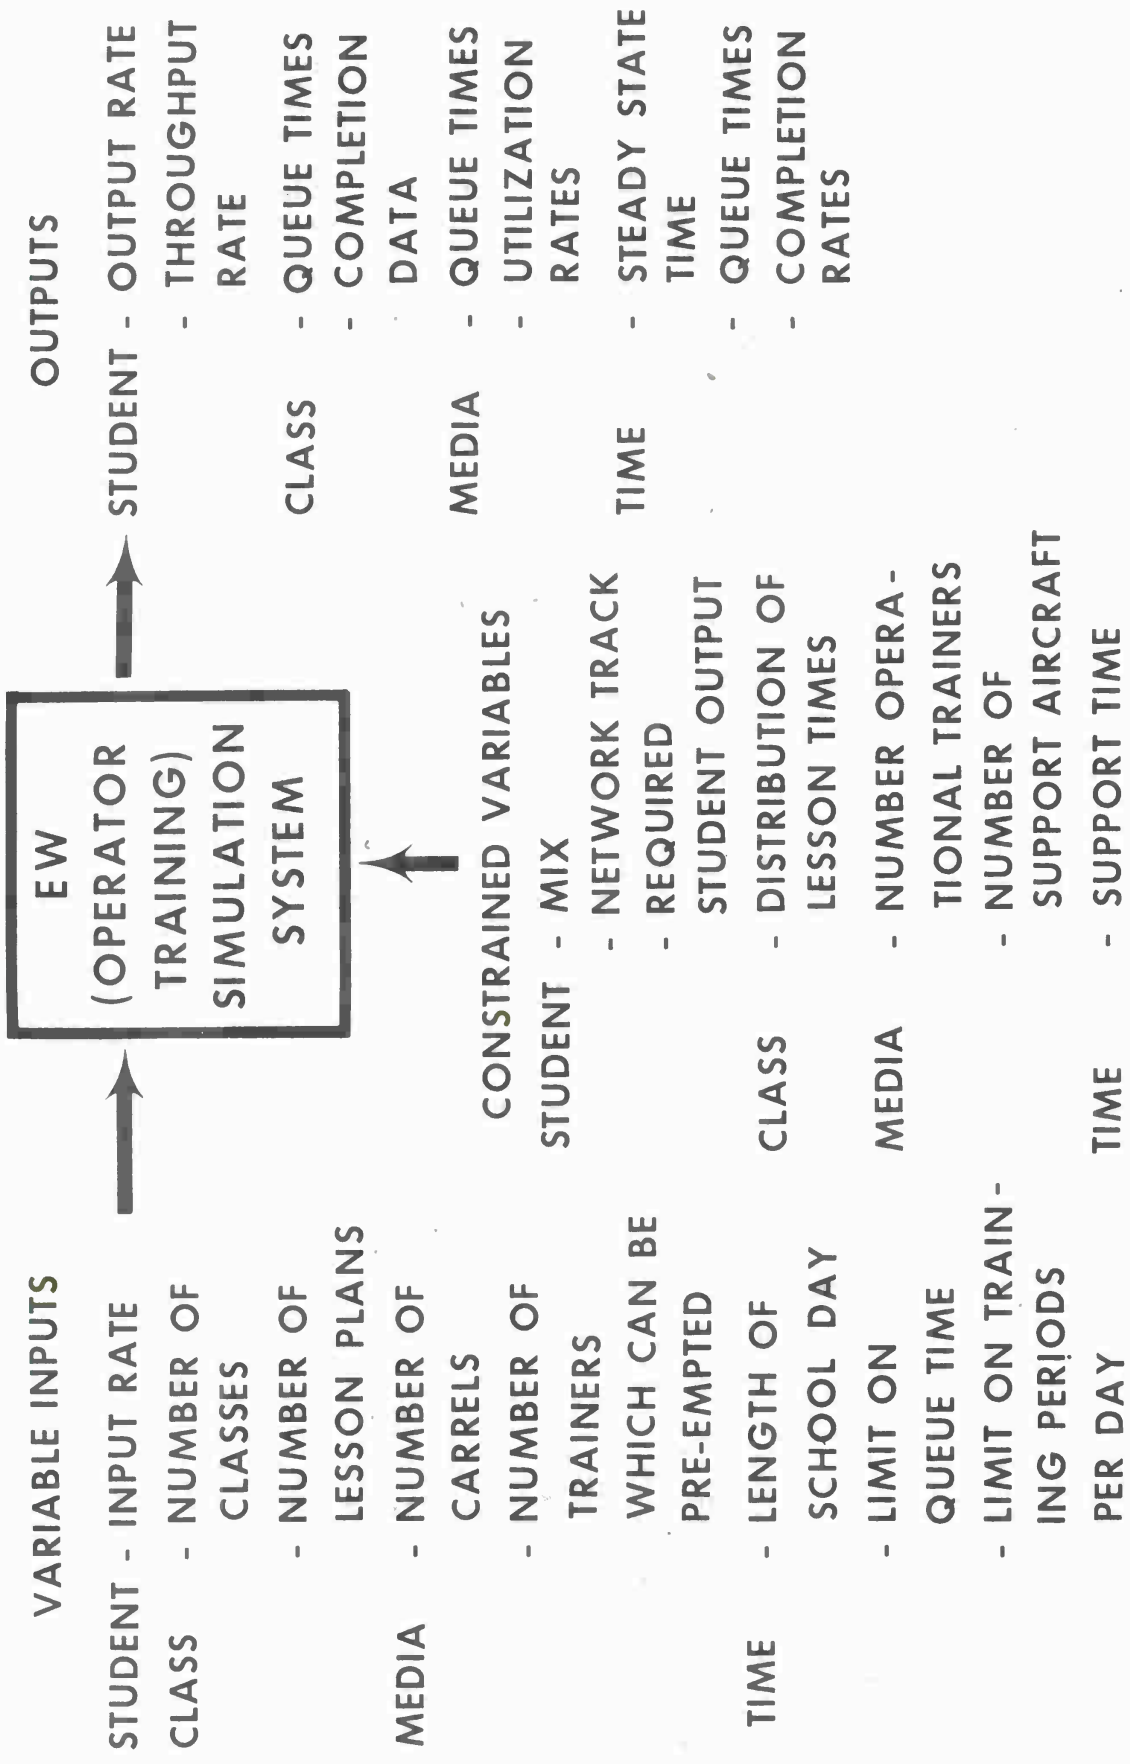 VARIABLE INPUTS
STUDENT - INPUT RATE
CLASS - NUMBER OF
CLASSES
- NUMBER OF
LESSON PLANS
MEDIA - NUMBER OF
CARRELS
- NUMBER OF
TRAINERS
WHICH CAN BE
PRE-EMPTED
TIME - LENGTH OF
SCHOOL DAY
- LIMIT ON
QUEUE TIME
- LIMIT ON TRAIN-
ING PERIODS
PER DAY
EW
(OPERATOR
TRAINING)
SIMULATION
SYSTEM
CONSTRAINED VARIABLES
STUDENT - MIX
- NETWORK TRACK
- REQUIRED
STUDENT OUTPUT
CLASS - DISTRIBUTION OF
LESSON TIMES
MEDIA - NUMBER OPERA-
TIONAL TRAINERS
- NUMBER OF
SUPPORT AIRCRAFT
TIME - SUPPORT TIME
OUTPUTS
STUDENT - OUTPUT RATE
- THROUGHPUT
RATE
CLASS - QUEUE TIMES
- COMPLETION
DATA
MEDIA - QUEUE TIMES
- UTILIZATION
RATES
TIME - STEADY STATE
TIME
- QUEUE TIMES
- COMPLETION
RATES